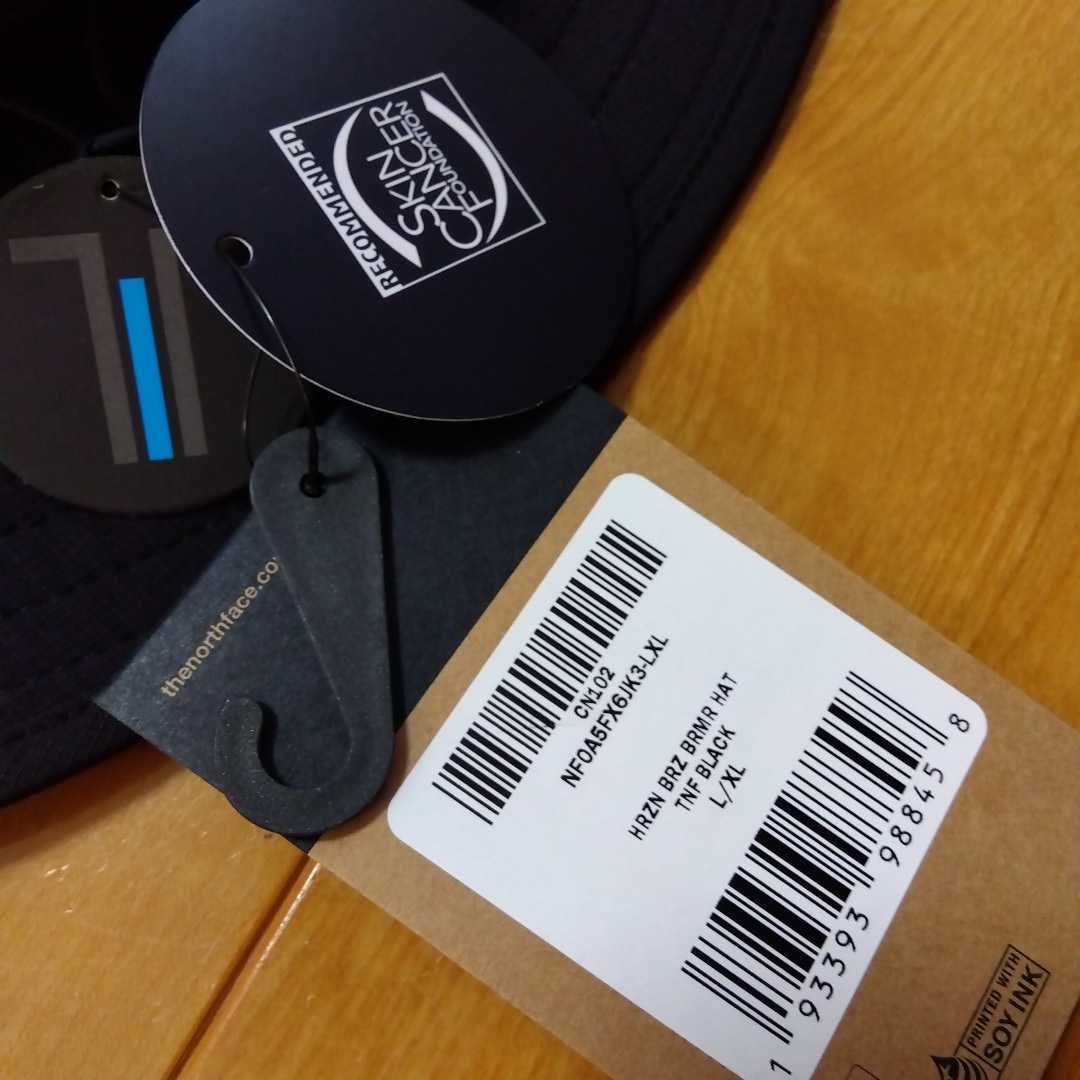 RECOMMENDED
SKIN
CANCER
FOUNDATION
thenorthface.co
CN102
NF0A5FX6JK3-LXL
HRZN BRZ BRMR HAT
TNF BLACK
L/XL
1 93393 98845 8
PRINTED WITH
SOY INK